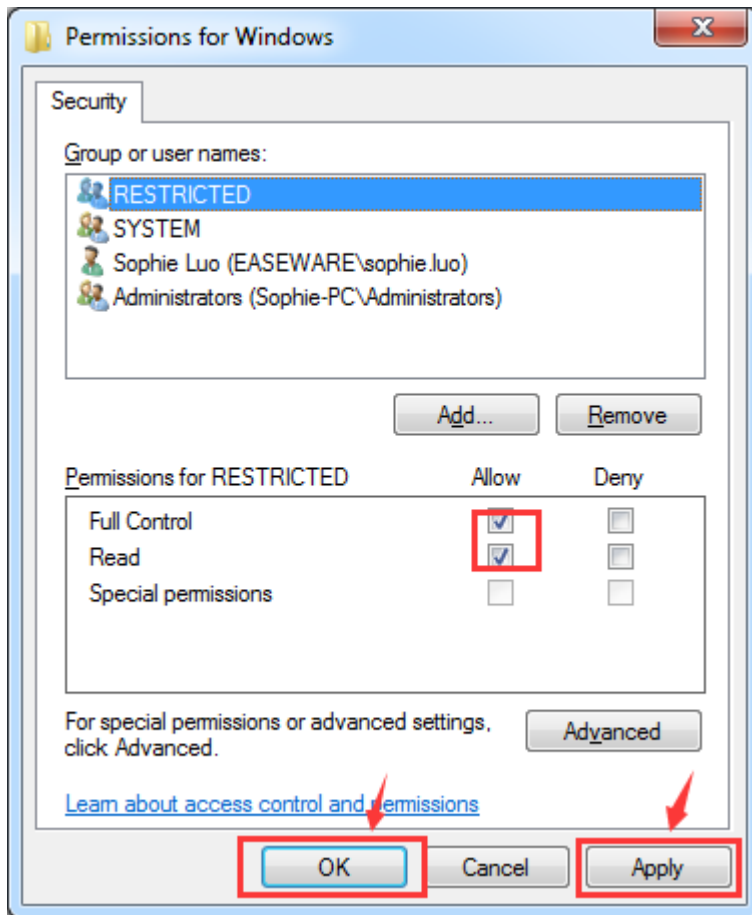 Permissions for Windows
Security
Group or user names:
RESTRICTED
SYSTEM
Sophie Luo (EASEWARE\sophie.luo)
Administrators (Sophie-PC\Administrators)
Add...
Remove
Permissions for RESTRICTED
Allow
Deny
Full Control
Read
Special permissions
For special permissions or advanced settings,
click Advanced.
Advanced
Learn about access control and permissions
OK
Cancel
Apply